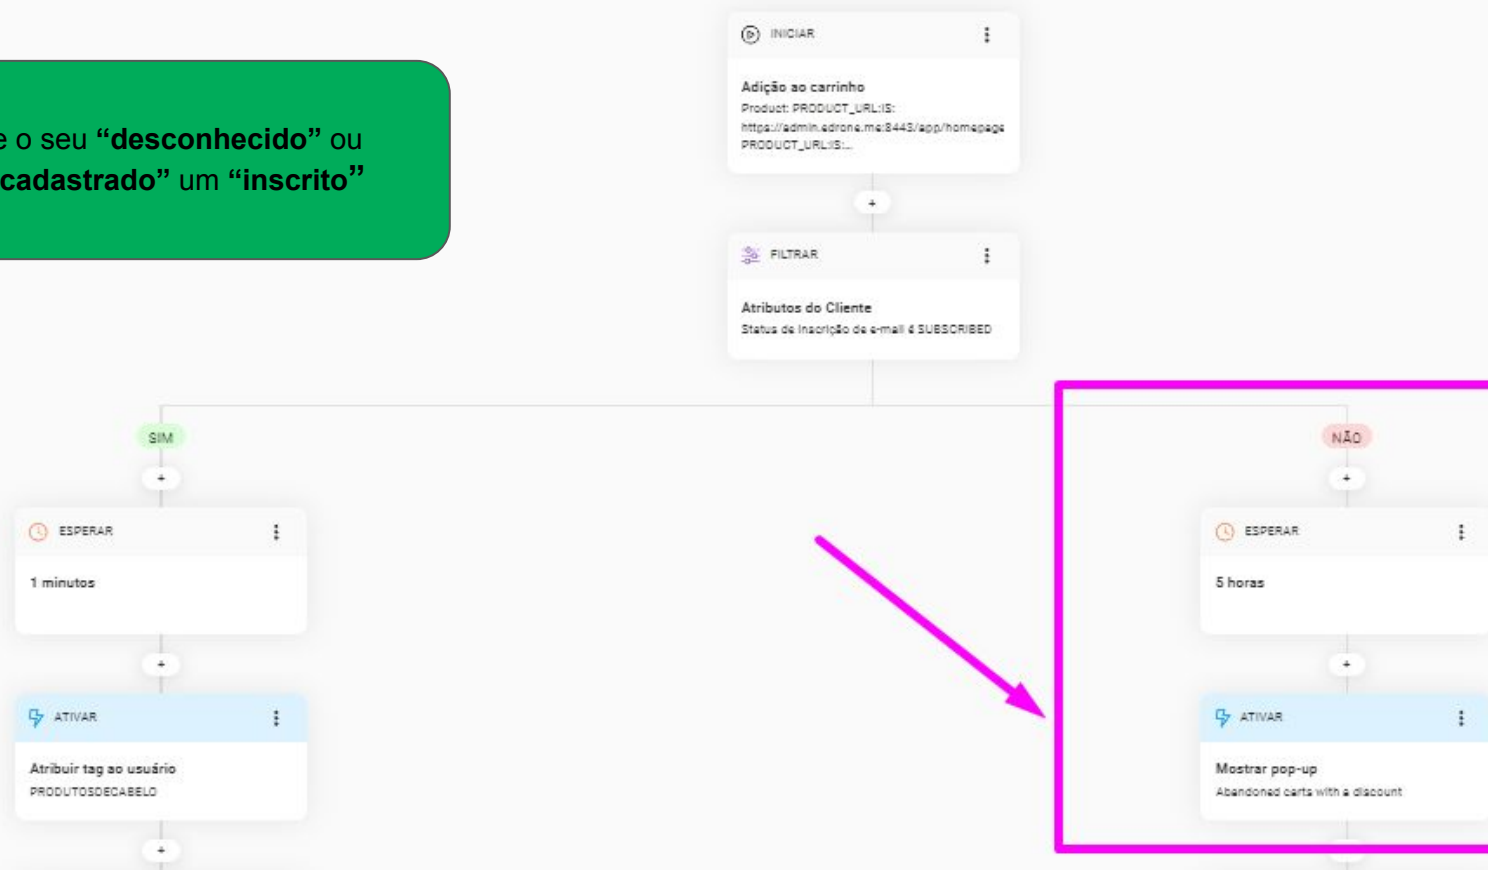 e o seu “desconhecido” ou
cadastrado” um “inscrito”
INICIAR
Adição ao carrinho
Product: PRODUCT_URL:IS:
https://admin.edrone.me:8443/app/homepage
PRODUCT_URL:IS:...
+
FILTRAR
Atributos do Cliente
Status de inscrição de e-mail é SUBSCRIBED
SIM
NÃO
+
+
ESPERAR
ESPERAR
1 minutos
5 horas
+
+
ATIVAR
ATIVAR
Atribuir tag ao usuário
Mostrar pop-up
PRODUTOSDECABELO
Abandoned carts with a discount
+